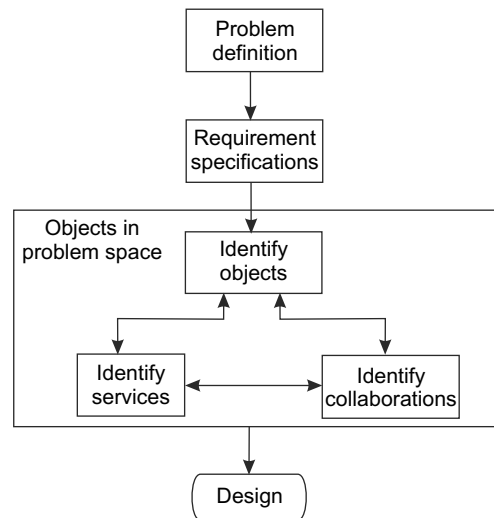 Problem
definition
Requirement
specifications
Objects in
problem space
Identify
objects
Identify
services
Identify
collaborations
Design